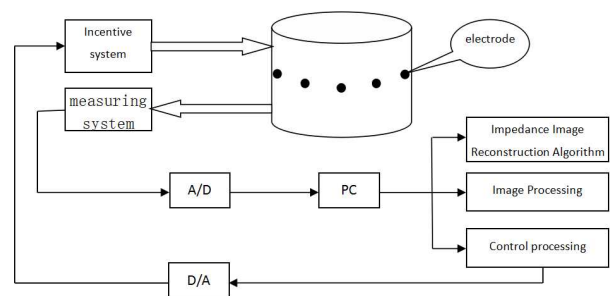 Incentive
system
electrode
measuring
system
Impedance Image
Reconstruction Algorithm
A/D
PC
Image Processing
Control processing
D/A